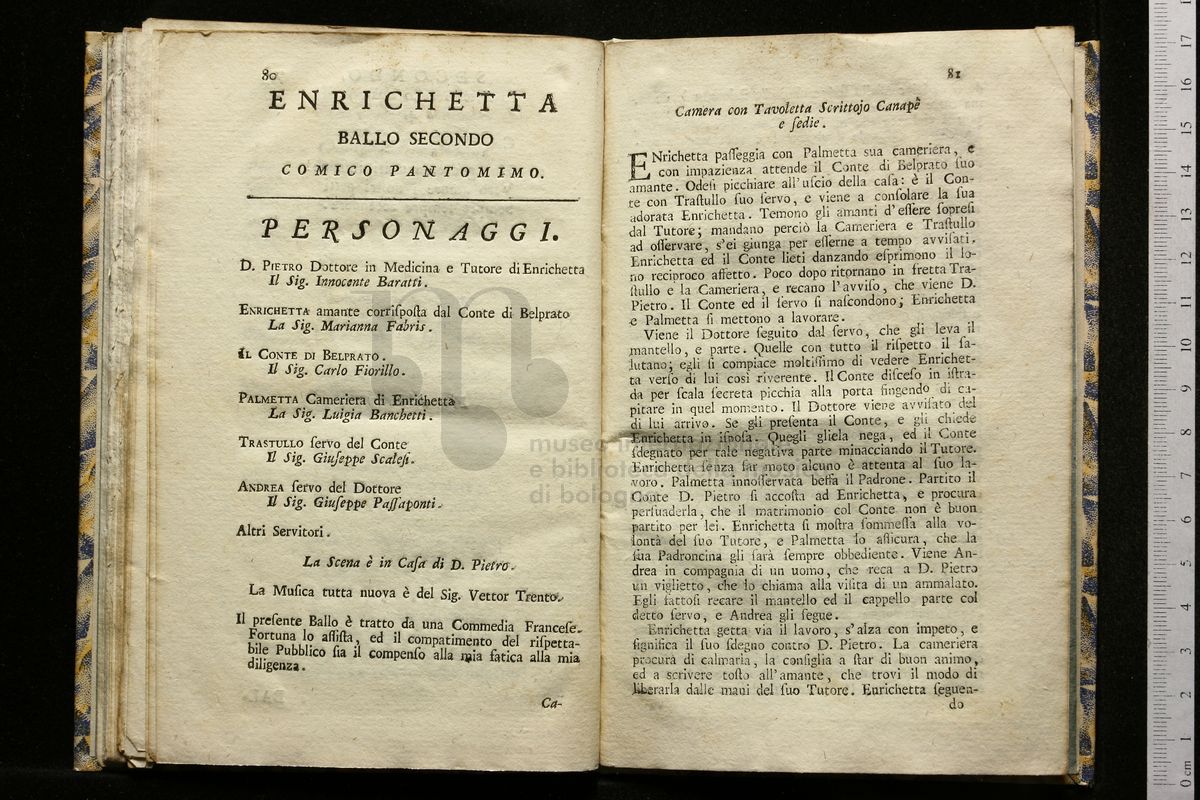 80
ENRICHETTA
BALLO SECONDO
COMICO PANTOMIMO.
PERSONAGGI.
D. PIETRO Dottore in Medicina e Tutore di Enrichetta
Il Sig. Innocente Baratti.
ENRICHETTA amante corriſpoſta dal Conte di Belprato
La Sig. Marianna Fabris.
IL CONTE DI BELPRATO.
Il Sig. Carlo Fiorillo.
PALMETTA Cameriera di Enrichetta
La Sig. Luigia Banchetti.
TRASTULLO ſervo del Conte
Il Sig. Giuſeppe Scaleſi.
ANDREA ſervo del Dottore
Il Sig. Giuſeppe Paſſaponti.
Altri Servitori.
La Scena è in Caſa di D. Pietro.
La Muſica tutta nuova è del Sig. Vettor Trento.
Il preſente Ballo è tratto da una Commedia Franceſe.
Fortuna lo aſſiſta, ed il compatimento del riſpetta-
bile Pubblico ſia il compenſo alla mia fatica alla mia
diligenza.
Ca-
81
Camera con Tavoletta Scrittojo Canapè
e ſedie.
ENrichetta paſſeggia con Palmetta sua cameriera, e
con impazienza attende il Conte di Belprato ſuo
amante. Odeſi picchiare all'uſcio della caſa: è il Con-
te con Traſtullo ſuo ſervo, e viene a conſolare la ſua
adorata Enrichetta. Temono gli amanti d'eſſere ſopreſi
dal Tutore; mandano perciò la Cameriera e Traſtullo
ad oſſervare, s'ei giunga per eſſerne a tempo avviſati.
Enrichetta ed il Conte lieti danzando eſprimono il lo-
no reciproco affetto. Poco dopo ritornano in fretta Tra-
ſtullo e la Cameriera, e recano l'avviſo, che viene D.
Pietro. Il Conte ed il ſervo ſi naſcondono; Enrichetta
e Palmetta ſi mettono a lavorare.
Viene il Dottore ſeguito dal ſervo, che gli leva il
mantello, e parte. Quelle con tutto il riſpetto il ſa-
lutano; egli ſi compiace moltiſſimo di vedere Enrichet-
ta verſo di lui così riverente. Il Conte diſceſo in iſtra-
da per ſcala ſecreta picchia alla porta fingendo di ca-
pitare in quel momento. Il Dottore viene avviſato del
di lui arrivo. Se gli preſenta il Conte, e gli chiede
Enrichetta in iſpoſa. Quegli gliela nega, ed il Conte
ſdegnato per tale negativa parte minacciando il Tutore.
Enrichetta ſenza far moto alcuno è attenta al ſuo la-
voro. Palmetta innoſſervata beffa il Padrone. Partito il
Conte D. Pietro ſi accoſta ad Enrichetta, e procura
perſuaderla, che il matrimonio col Conte non è buon
partito per lei. Enrichetta ſi moſtra ſommeſſa alla vo-
lontà del ſuo Tutore, e Palmetta lo aſſicura, che la
ſua Padroncina gli ſarà ſempre obbediente. Viene An-
drea in compagnia di un uomo, che reca a D. Pietro
un viglietto, che lo chiama alla viſita di un ammalato.
Egli fattoſi recare il mantello ed il cappello parte col
detto ſervo, e Andrea gli ſegue.
Enrichetta getta via il lavoro, s'alza con impeto, e
ſignifica il ſuo ſdegno contro D. Pietro. La cameriera
procura di calmarla, la conſiglia a ſtar di buon animo,
ed a scrivere toſto all'amante, che trovi il modo di
liberarla dalle mani del ſuo Tutore. Enrichetta ſeguen-
do